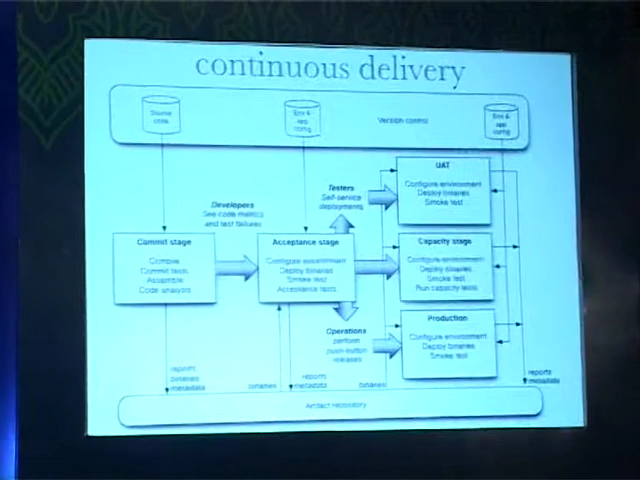 continuous delivery
Source
code
Env &
app
config
Version control
Env &
app
config
Testers
Self-service
deployments
UAT
Configure environment
Deploy binaries
Smoke test
Developers
See code metrics
and test failures
Commit stage
Compile
Commit tests
Assemble
Code analysis
Acceptance stage
Configure environment
Deploy binaries
Smoke test
Acceptance tests
Capacity stage
Configure environment
Deploy binaries
Smoke test
Run capacity tests
Operations
perform
push-button
releases
Production
Configure environment
Deploy binaries
Smoke test
reports
binaries
metadata
binaries
reports
metadata
binaries
reports
metadata
Artifact repository